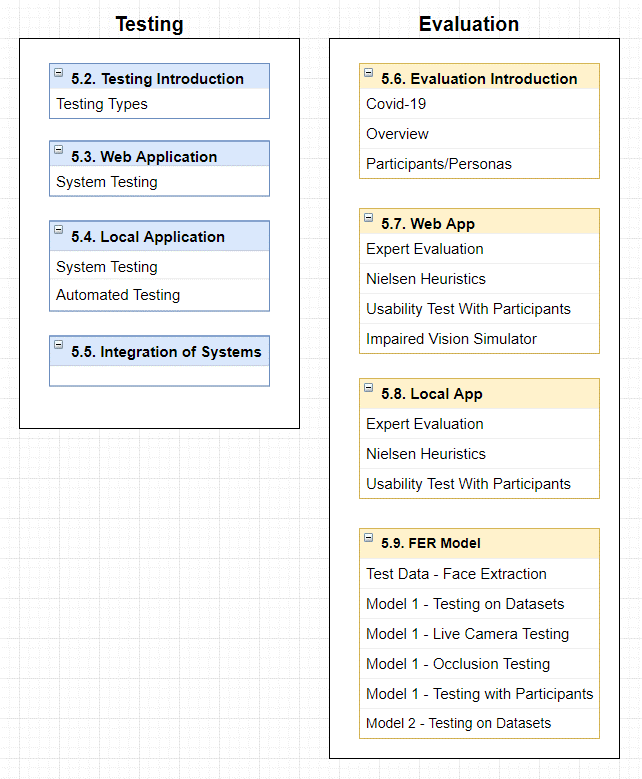 Testing
5.2. Testing Introduction
Testing Types
5.3. Web Application
System Testing
5.4. Local Application
System Testing
Automated Testing
5.5. Integration of Systems
Evaluation
5.6. Evaluation Introduction
Covid-19
Overview
Participants/Personas
5.7. Web App
Expert Evaluation
Nielsen Heuristics
Usability Test With Participants
Impaired Vision Simulator
5.8. Local App
Expert Evaluation
Nielsen Heuristics
Usability Test With Participants
5.9. FER Model
Test Data - Face Extraction
Model 1 - Testing on Datasets
Model 1 - Live Camera Testing
Model 1 - Occlusion Testing
Model 1 - Testing with Participants
Model 2 - Testing on Datasets